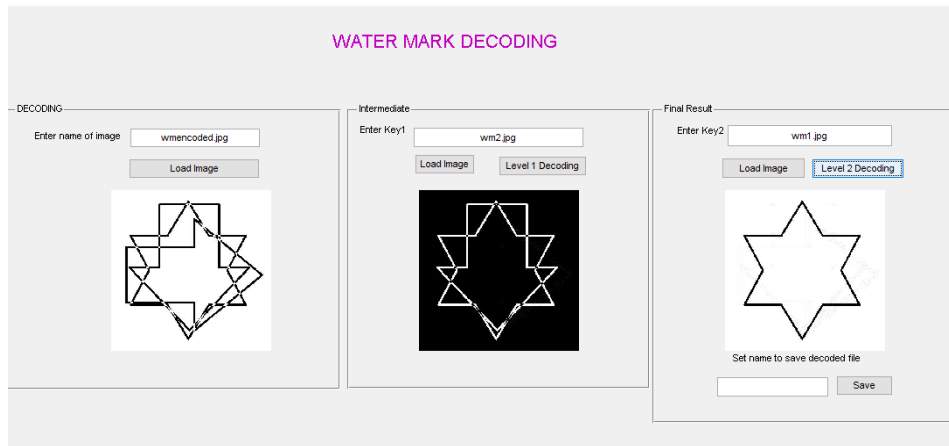 WATER MARK DECODING
DECODING
Enter name of image
wmencoded.jpg
Load Image
Intermediate
Enter Key1
wm2.jpg
Load Image
Level 1 Decoding
Final Result
Enter Key2
wm1.jpg
Load Image
Level 2 Decoding
Set name to save decoded file
Save